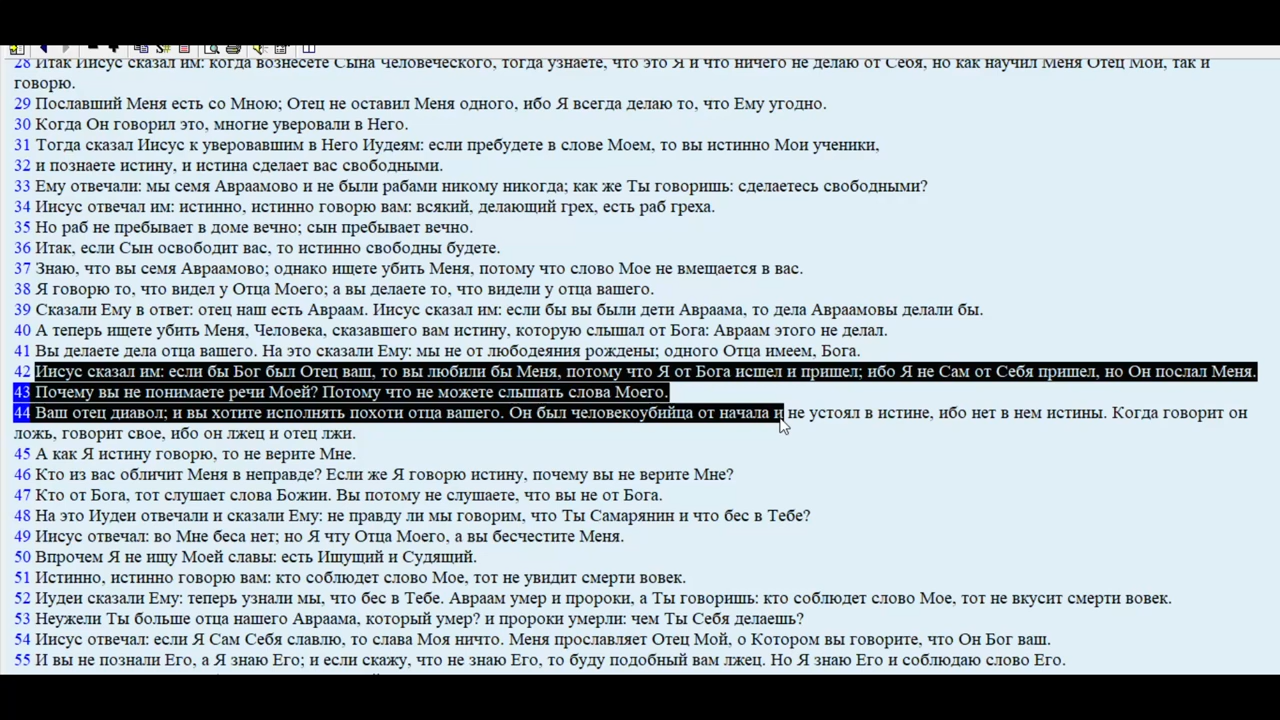 28 Итак Иисус сказал им: когда вознесете Сына Человеческого, тогда узнаете, что это Я и что ничего не делаю от Себя, но как научил Меня Отец Мой, так и
говорю.
29 Пославший Меня есть со Мною; Отец не оставил Меня одного, ибо Я всегда делаю то, что Ему угодно.
30 Когда Он говорил это, многие уверовали в Него.
31 Тогда сказал Иисус к уверовавшим в Него Иудеям: если пребудете в слове Моем, то вы истинно Мои ученики,
32 и познаете истину, и истина сделает вас свободными.
33 Ему отвечали: мы семя Авраамово и не были рабами никому никогда; как же Ты говоришь: сделаетесь свободными?
34 Иисус отвечал им: истинно, истинно говорю вам: всякий, делающий грех, есть раб греха.
35 Но раб не пребывает в доме вечно; сын пребывает вечно.
36 Итак, если Сын освободит вас, то истинно свободны будете.
37 Знаю, что вы семя Авраамово; однако ищете убить Меня, потому что слово Мое не вмещается в вас.
38 Я говорю то, что видел у Отца Моего; а вы делаете то, что видели у отца вашего.
39 Сказали Ему в ответ: отец наш есть Авраам. Иисус сказал им: если бы вы были дети Авраама, то дела Авраамовы делали бы.
40 А теперь ищете убить Меня, Человека, сказавшего вам истину, которую слышал от Бога: Авраам этого не делал.
41 Вы делаете дела отца вашего. На это сказали Ему: мы не от любодеяния рождены; одного Отца имеем, Бога.
42 Иисус сказал им: если бы Бог был Отец ваш, то вы любили бы Меня, потому что Я от Бога исшел и пришел; ибо Я не Сам от Себя пришел, но Он послал Меня.
43 Почему вы не понимаете речи Моей? Потому что не можете слышать слова Моего.
44 Ваш отец диавол; и вы хотите исполнять похоти отца вашего. Он был человекоубийца от начала и не устоял в истине, ибо нет в нем истины. Когда говорит он
ложь, говорит свое, ибо он лжец и отец лжи.
45 А как Я истину говорю, то не верите Мне.
46 Кто из вас обличит Меня в неправде? Если же Я говорю истину, почему вы не верите Мне?
47 Кто от Бога, тот слушает слова Божии. Вы потому не слушаете, что вы не от Бога.
48 На это Иудеи отвечали и сказали Ему: не правду ли мы говорим, что Ты Самарянин и что бес в Тебе?
49 Иисус отвечал: во Мне беса нет; но Я чту Отца Моего, а вы бесчестите Меня.
50 Впрочем Я не ищу Моей славы: есть Ищущий и Судящий.
51 Истинно, истинно говорю вам: кто соблюдет слово Мое, тот не увидит смерти вовек.
52 Иудеи сказали Ему: теперь узнали мы, что бес в Тебе. Авраам умер и пророки, а Ты говоришь: кто соблюдет слово Мое, тот не вкусит смерти вовек.
53 Неужели Ты больше отца нашего Авраама, который умер? и пророки умерли: чем Ты Себя делаешь?
54 Иисус отвечал: если Я Сам Себя славлю, то слава Моя ничто. Меня прославляет Отец Мой, о Котором вы говорите, что Он Бог ваш.
55 И вы не познали Его, а Я знаю Его; и если скажу, что не знаю Его, то буду подобный вам лжец. Но Я знаю Его и соблюдаю слово Его.